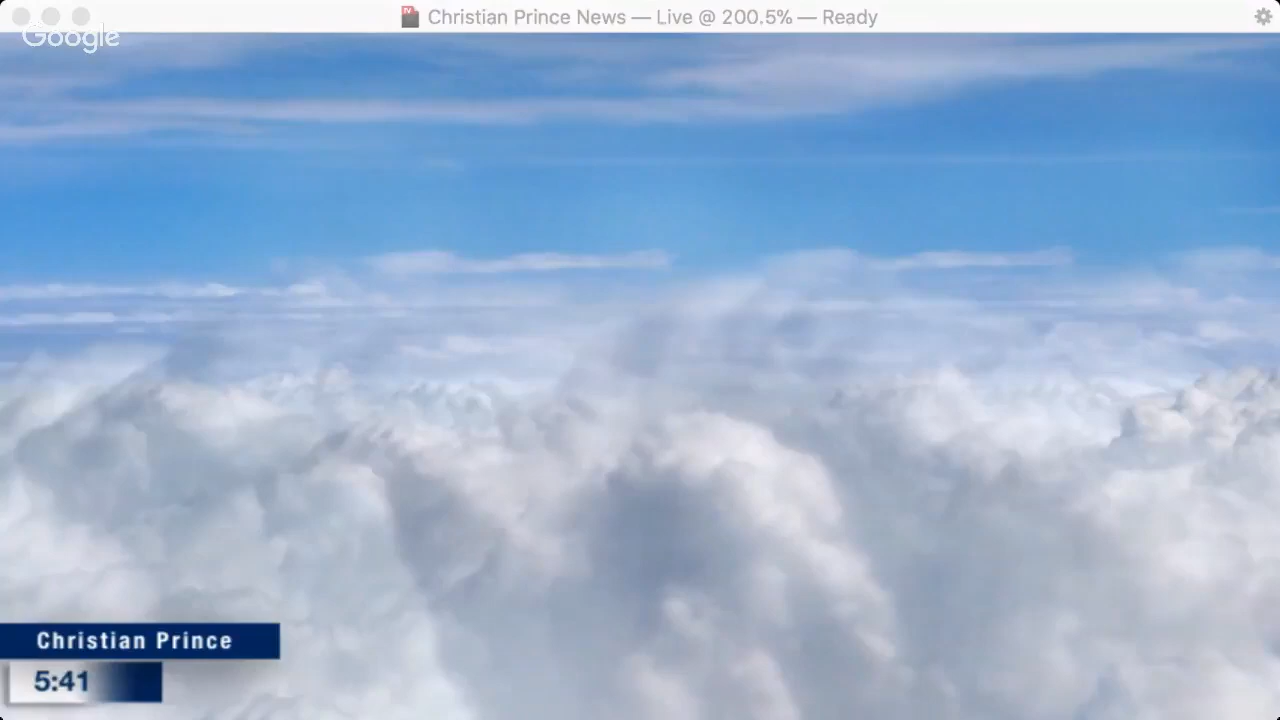 Christian Prince News — Live @ 200.5% — Ready
Google
Christian Prince
5:41